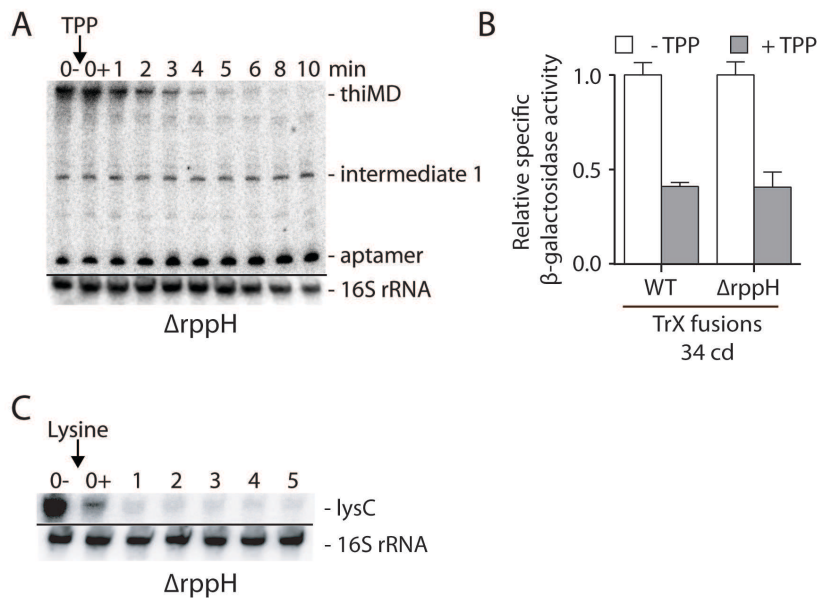 A
TPP
0- 0+ 1 2 3 4 5 6 8 10 min
- thiMD
- intermediate 1
- aptamer
- 16S rRNA
ΔrppH
B
- TPP + TPP
Relative specific
β-galactosidase activity
1.0
0.5
0.0
WT ΔrppH
TrX fusions
34 cd
C
Lysine
0- 0+ 1 2 3 4 5
- lysC
- 16S rRNA
ΔrppH